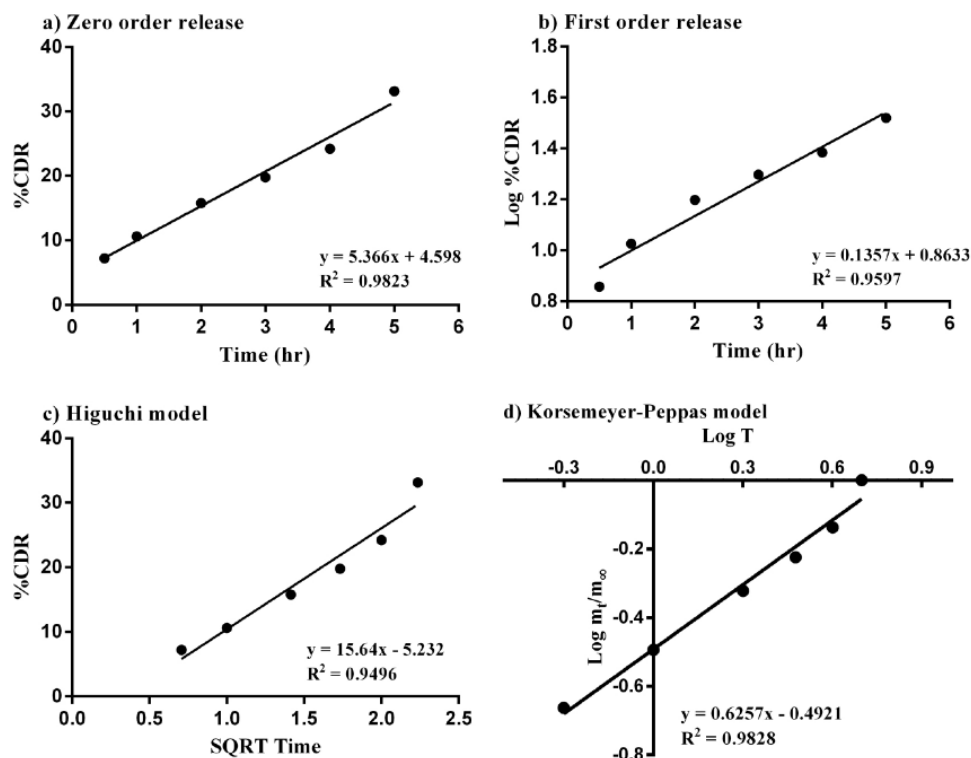 a) Zero order release
40
30
20
10
0
%CDR
0 1 2 3 4 5 6
Time (hr)
y = 5.366x + 4.598
R² = 0.9823
b) First order release
1.8
1.6
1.4
1.2
1.0
0.8
Log %CDR
0 1 2 3 4 5 6
Time (hr)
y = 0.1357x + 0.8633
R² = 0.9597
c) Higuchi model
40
30
20
10
0
%CDR
0.0 0.5 1.0 1.5 2.0 2.5
SQRT Time
y = 15.64x - 5.232
R² = 0.9496
d) Korsemeyer-Peppas model
Log T
-0.3 0.0 0.3 0.6 0.9
-0.2
-0.4
-0.6
-0.8
Log mt/m∞
y = 0.6257x - 0.4921
R² = 0.9828